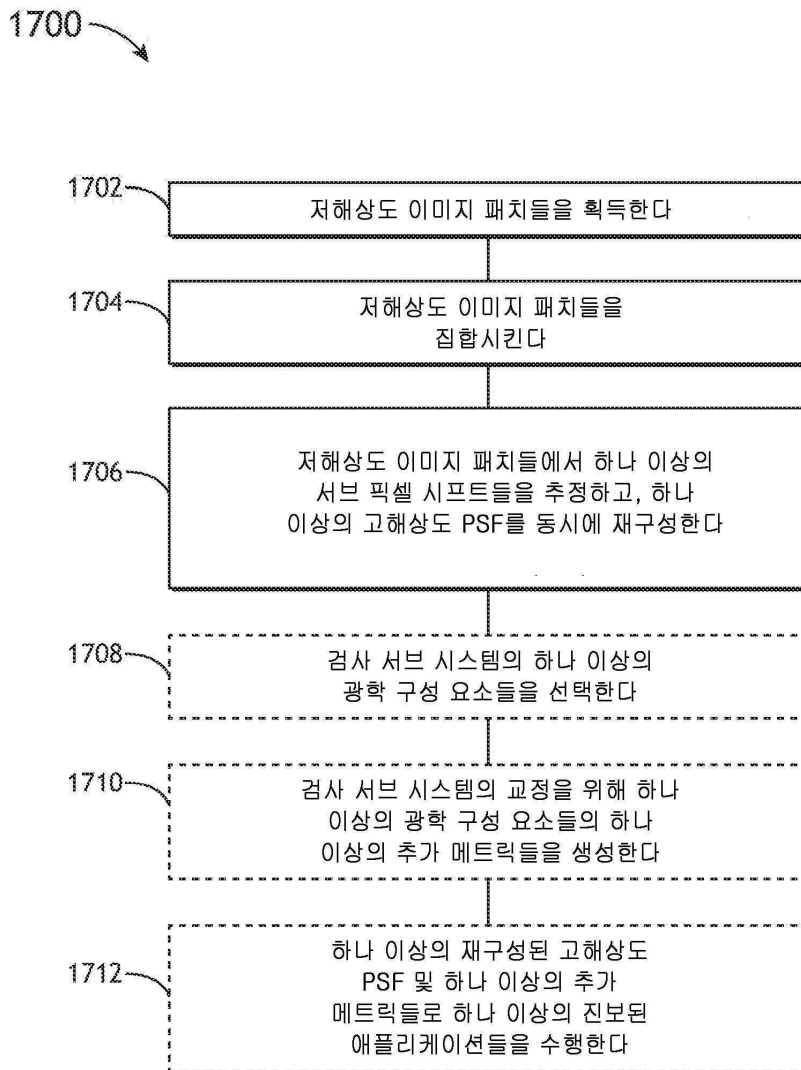 1700
1702
저해상도 이미지 패치들을 획득한다
1704
저해상도 이미지 패치들을
집합시킨다
1706
저해상도 이미지 패치들에서 하나 이상의
서브 픽셀 시프트들을 추정하고, 하나
이상의 고해상도 PSF를 동시에 재구성한다
1708
검사 서브 시스템의 하나 이상의
광학 구성 요소들을 선택한다
1710
검사 서브 시스템의 교정을 위해 하나
이상의 광학 구성 요소들의 하나
이상의 추가 메트릭들을 생성한다
1712
하나 이상의 재구성된 고해상도
PSF 및 하나 이상의 추가
메트릭들로 하나 이상의 진보된
애플리케이션들을 수행한다